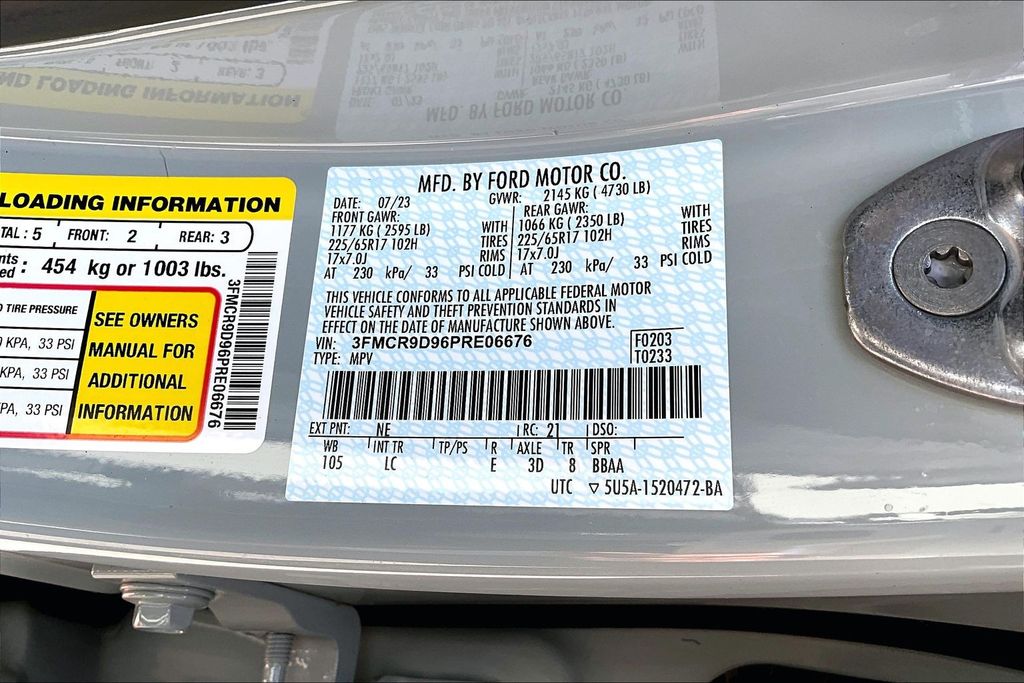 LOADING INFORMATION
TAL : 5 FRONT: 2 REAR: 3
454 kg or 1003 lbs.
TIRE PRESSURE
KPA, 33 PSI
KPA, 33 PSI
PA, 33 PSI
SEE OWNERS
MANUAL FOR
ADDITIONAL
INFORMATION
3FMCR9D96PRE06676
MFD. BY FORD MOTOR CO.
DATE: 07/23 GVWR: 2145 KG ( 4730 LB)
FRONT GAWR: REAR GAWR:
1177 KG ( 2595 LB) WITH 1066 KG ( 2350 LB) WITH
225/65R17 102H TIRES 225/65R17 102H TIRES
17x7.0J RIMS 17x7.0J RIMS
AT 230 kPa/ 33 PSI COLD AT 230 kPa/ 33 PSI COLD
THIS VEHICLE CONFORMS TO ALL APPLICABLE FEDERAL MOTOR
VEHICLE SAFETY AND THEFT PREVENTION STANDARDS IN
EFFECT ON THE DATE OF MANUFACTURE SHOWN ABOVE.
VIN: 3FMCR9D96PRE06676 F0203
TYPE: MPV T0233
EXT PNT: NE RC: 21 DSO:
WB INT TR TP/PS R AXLE TR SPR
105 LC E 3D 8 BBAA
UTC ▽ 5U5A-1520472-BA